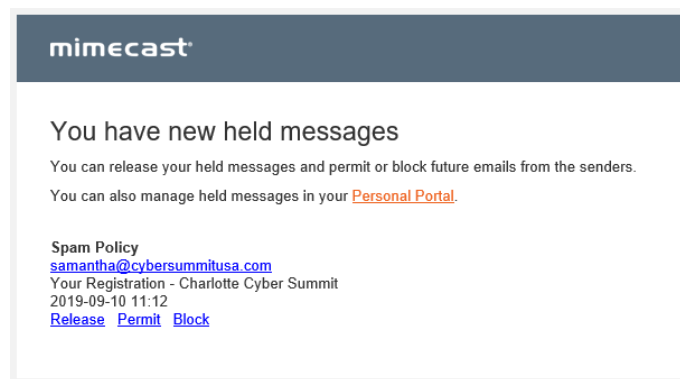 mimecast
You have new held messages
You can release your held messages and permit or block future emails from the senders.
You can also manage held messages in your Personal Portal.
Spam Policy
samantha@cybersummitusa.com
Your Registration - Charlotte Cyber Summit
2019-09-10 11:12
Release Permit Block